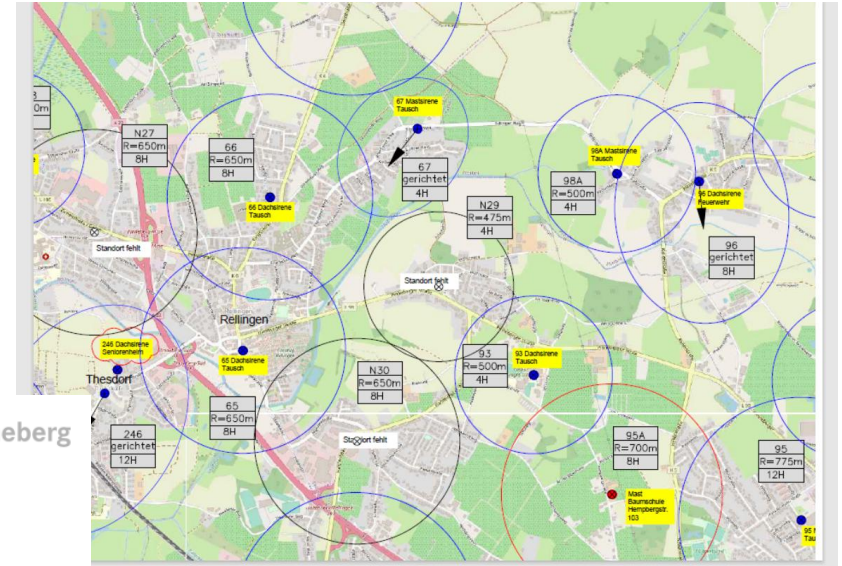 67 Mastsirene
Tausch
N27
R=650m
8H
66
R=650m
8H
67
gerichtet
4H
98A Mastsirene
Tausch
98A
R=500m
4H
96 Dachsirene
Feuerwehr
66 Dachsirene
Tausch
N29
R=475m
4H
Standort fehlt
96
gerichtet
8H
Standort fehlt
Rellingen
246 Dachsirene
Seniorenheim
65 Dachsirene
Tausch
93
R=500m
4H
93 Dachsirene
Tausch
Thesdorf
N30
R=650m
8H
65
R=650m
8H
eberg
246
gerichtet
12H
Standort fehlt
95A
R=700m
8H
95
R=775m
12H
Mast
Baumschule
Hempbergstr.
103